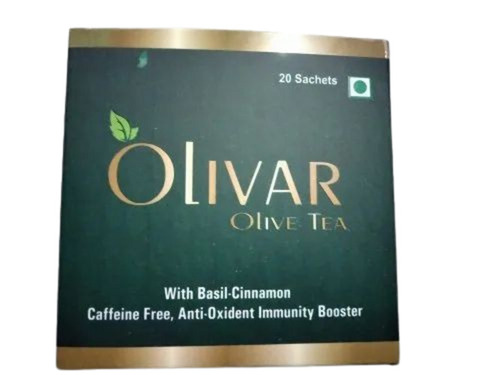 20 Sachets
OLIVAR
OLIVE TEA
With Basil-Cinnamon
Caffeine Free, Anti-Oxident Immunity Booster